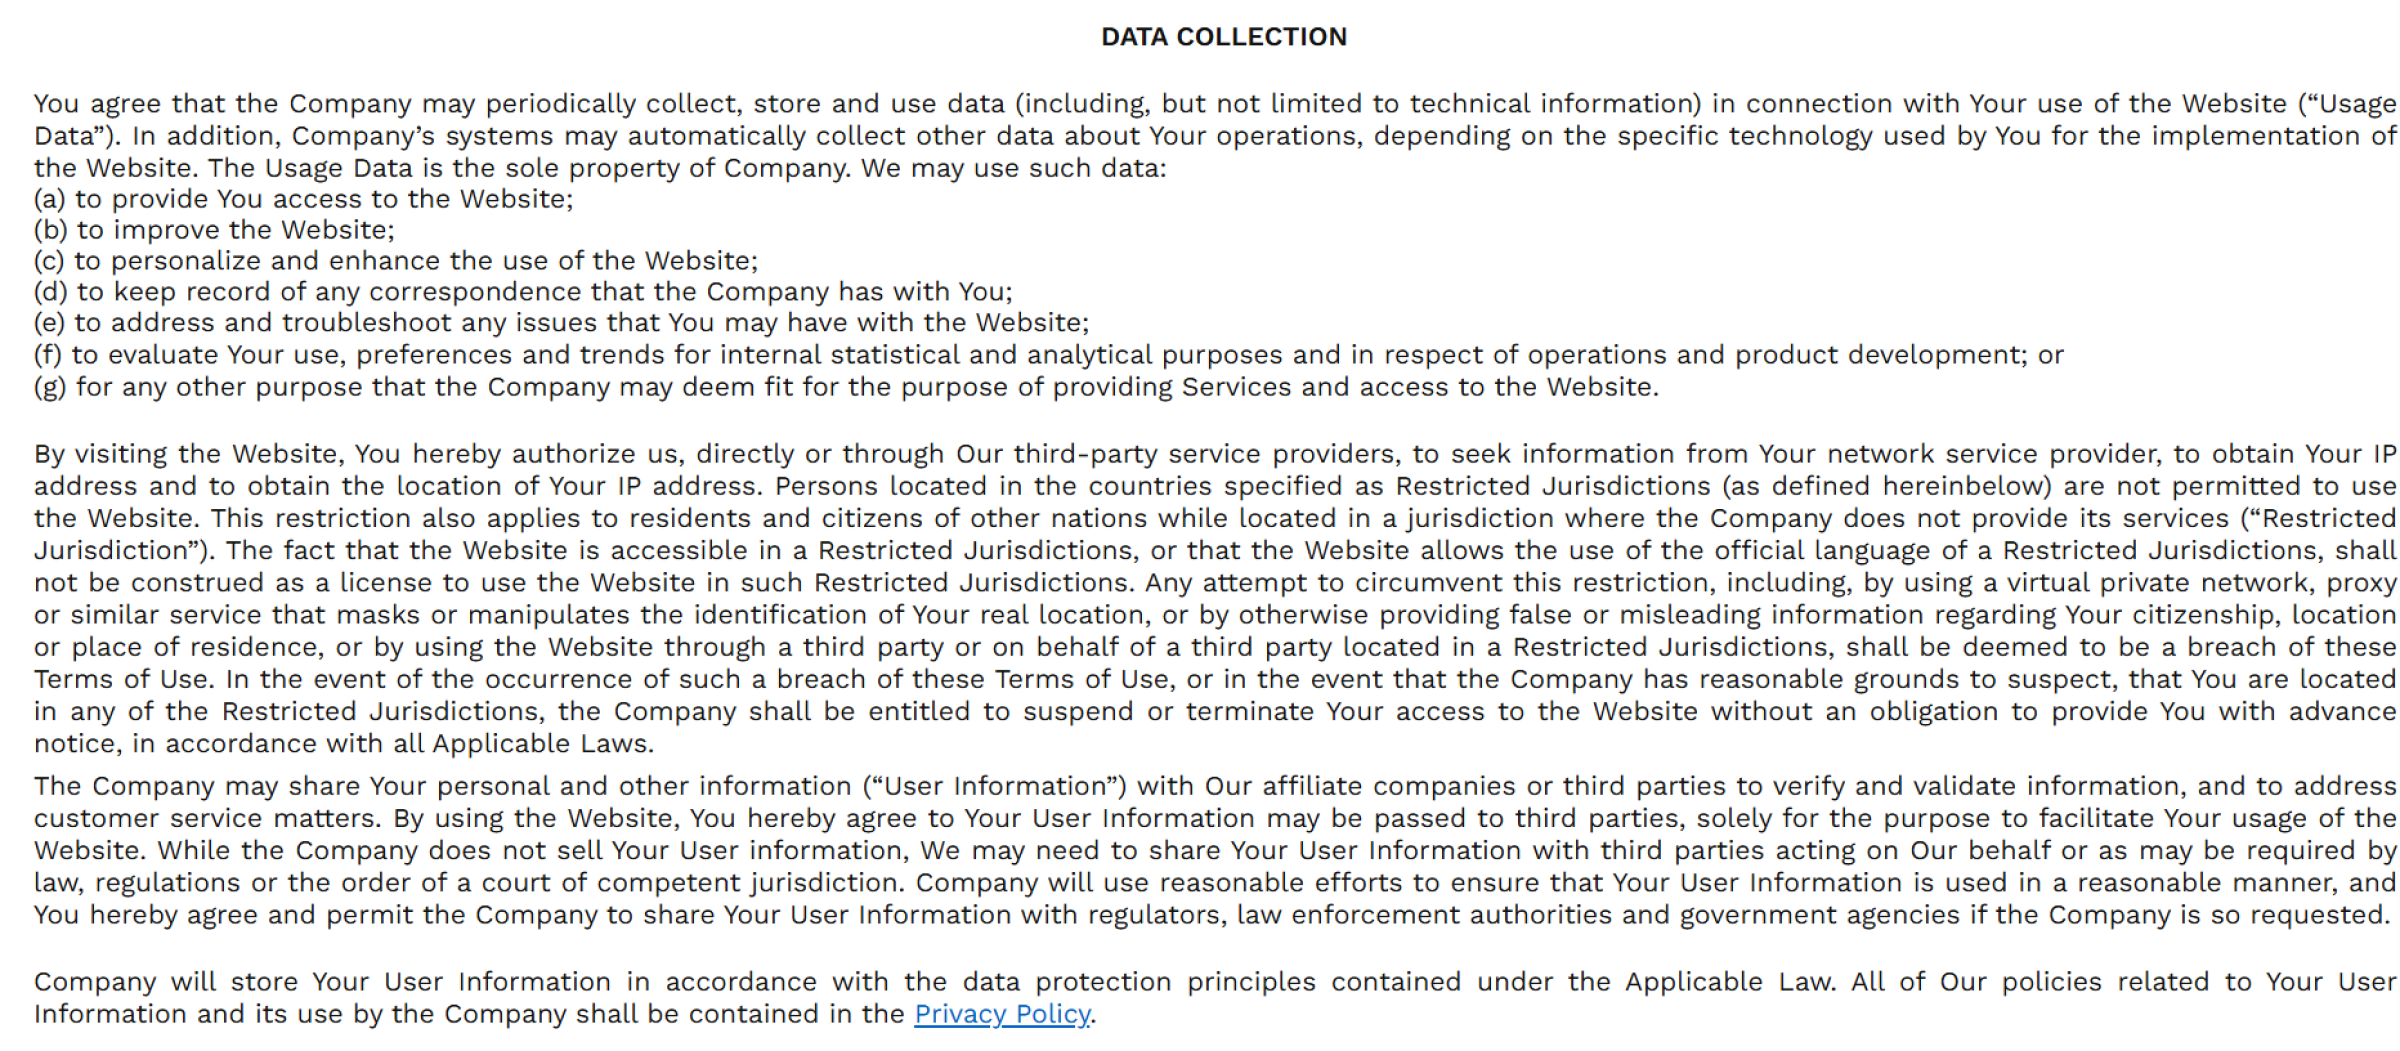 DATA COLLECTION
You agree that the Company may periodically collect, store and use data (including, but not limited to technical information) in connection with Your use of the Website (“Usage
Data”). In addition, Company’s systems may automatically collect other data about Your operations, depending on the specific technology used by You for the implementation of
the Website. The Usage Data is the sole property of Company. We may use such data:
(a) to provide You access to the Website;
(b) to improve the Website;
(c) to personalize and enhance the use of the Website;
(d) to keep record of any correspondence that the Company has with You;
(e) to address and troubleshoot any issues that You may have with the Website;
(f) to evaluate Your use, preferences and trends for internal statistical and analytical purposes and in respect of operations and product development; or
(g) for any other purpose that the Company may deem fit for the purpose of providing Services and access to the Website.
By visiting the Website, You hereby authorize us, directly or through Our third-party service providers, to seek information from Your network service provider, to obtain Your IP
address and to obtain the location of Your IP address. Persons located in the countries specified as Restricted Jurisdictions (as defined hereinbelow) are not permitted to use
the Website. This restriction also applies to residents and citizens of other nations while located in a jurisdiction where the Company does not provide its services (“Restricted
Jurisdiction”). The fact that the Website is accessible in a Restricted Jurisdictions, or that the Website allows the use of the official language of a Restricted Jurisdictions, shall
not be construed as a license to use the Website in such Restricted Jurisdictions. Any attempt to circumvent this restriction, including, by using a virtual private network, proxy
or similar service that masks or manipulates the identification of Your real location, or by otherwise providing false or misleading information regarding Your citizenship, location
or place of residence, or by using the Website through a third party or on behalf of a third party located in a Restricted Jurisdictions, shall be deemed to be a breach of these
Terms of Use. In the event of the occurrence of such a breach of these Terms of Use, or in the event that the Company has reasonable grounds to suspect, that You are located
in any of the Restricted Jurisdictions, the Company shall be entitled to suspend or terminate Your access to the Website without an obligation to provide You with advance
notice, in accordance with all Applicable Laws.
The Company may share Your personal and other information (“User Information”) with Our affiliate companies or third parties to verify and validate information, and to address
customer service matters. By using the Website, You hereby agree to Your User Information may be passed to third parties, solely for the purpose to facilitate Your usage of the
Website. While the Company does not sell Your User information, We may need to share Your User Information with third parties acting on Our behalf or as may be required by
law, regulations or the order of a court of competent jurisdiction. Company will use reasonable efforts to ensure that Your User Information is used in a reasonable manner, and
You hereby agree and permit the Company to share Your User Information with regulators, law enforcement authorities and government agencies if the Company is so requested.
Company will store Your User Information in accordance with the data protection principles contained under the Applicable Law. All of Our policies related to Your User
Information and its use by the Company shall be contained in the Privacy Policy.